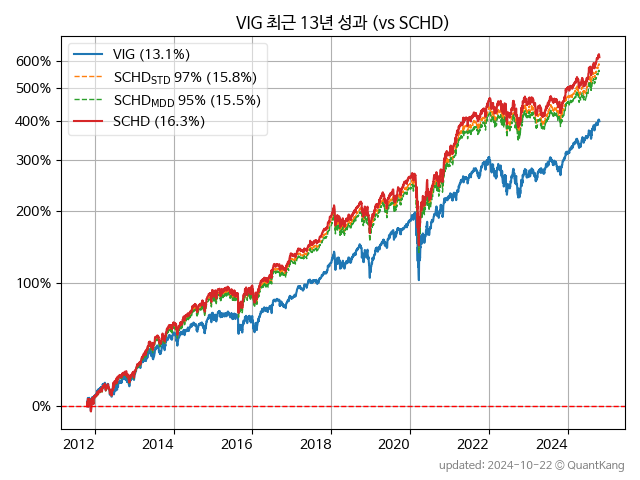 VIG 최근 13년 성과 (vs SCHD)
VIG (13.1%)
SCHD_STD 97% (15.8%)
SCHD_MDD 95% (15.5%)
SCHD (16.3%)
600%
500%
400%
300%
200%
100%
0%
2012 2014 2016 2018 2020 2022 2024
updated: 2024-10-22 © QuantKang